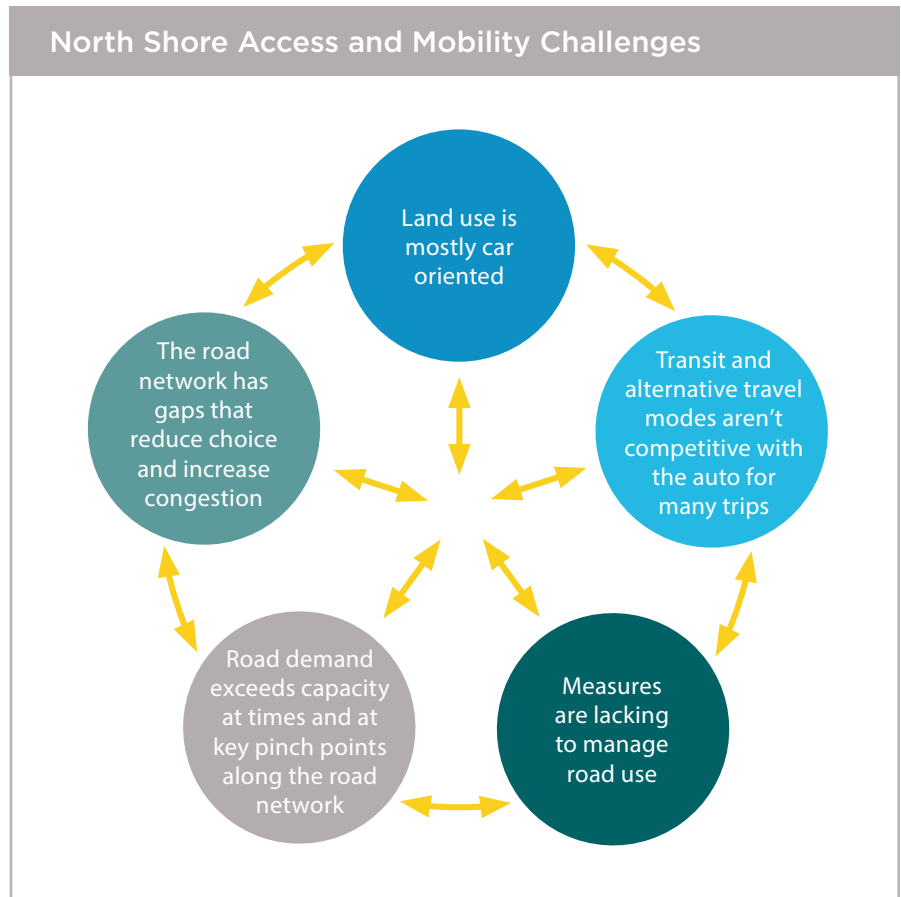 North Shore Access and Mobility Challenges
Land use is
mostly car
oriented
Transit and
alternative travel
modes aren’t
competitive with
the auto for
many trips
Measures
are lacking
to manage
road use
Road demand
exceeds capacity
at times and at
key pinch points
along the road
network
The road
network has
gaps that
reduce choice
and increase
congestion